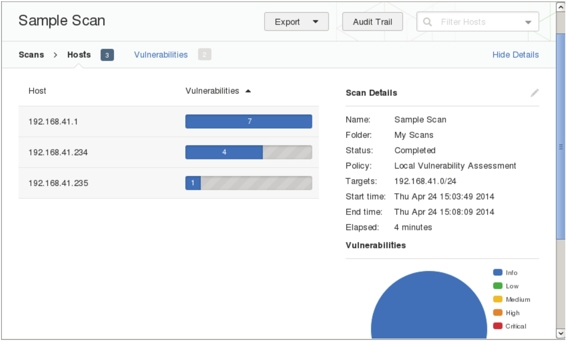 Sample Scan
Export
Audit Trail
Filter Hosts
Scans > Hosts 3
Vulnerabilities 2
Hide Details
Host Vulnerabilities
192.168.41.1 7
192.168.41.234 4
192.168.41.235 1
Scan Details
Name: Sample Scan
Folder: My Scans
Status: Completed
Policy: Local Vulnerability Assessment
Targets: 192.168.41.0/24
Start time: Thu Apr 24 15:03:49 2014
End time: Thu Apr 24 15:08:09 2014
Elapsed: 4 minutes
Vulnerabilities
Info
Low
Medium
High
Critical